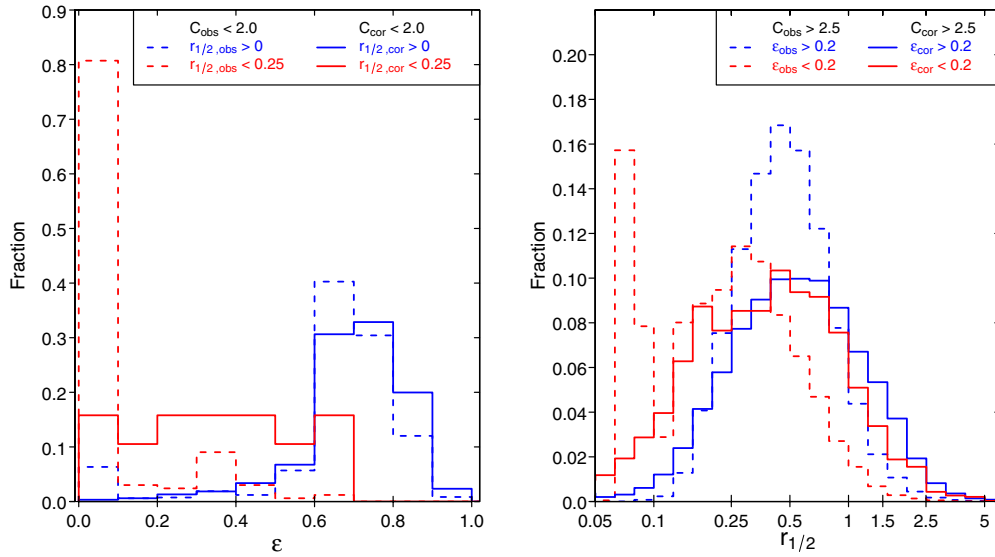 C_obs < 2.0 C_cor < 2.0
r_1/2,obs > 0 r_1/2,cor > 0
r_1/2,obs < 0.25 r_1/2,cor < 0.25
Fraction
0.9
0.8
0.7
0.6
0.5
0.4
0.3
0.2
0.1
0.0
0.0 0.2 0.4 0.6 0.8 1.0
ε
C_obs > 2.5 C_cor > 2.5
ε_obs > 0.2 ε_cor > 0.2
ε_obs < 0.2 ε_cor < 0.2
Fraction
0.20
0.18
0.16
0.14
0.12
0.10
0.08
0.06
0.04
0.02
0.00
0.05 0.1 0.25 0.5 1 1.5 2.5 5
r_1/2